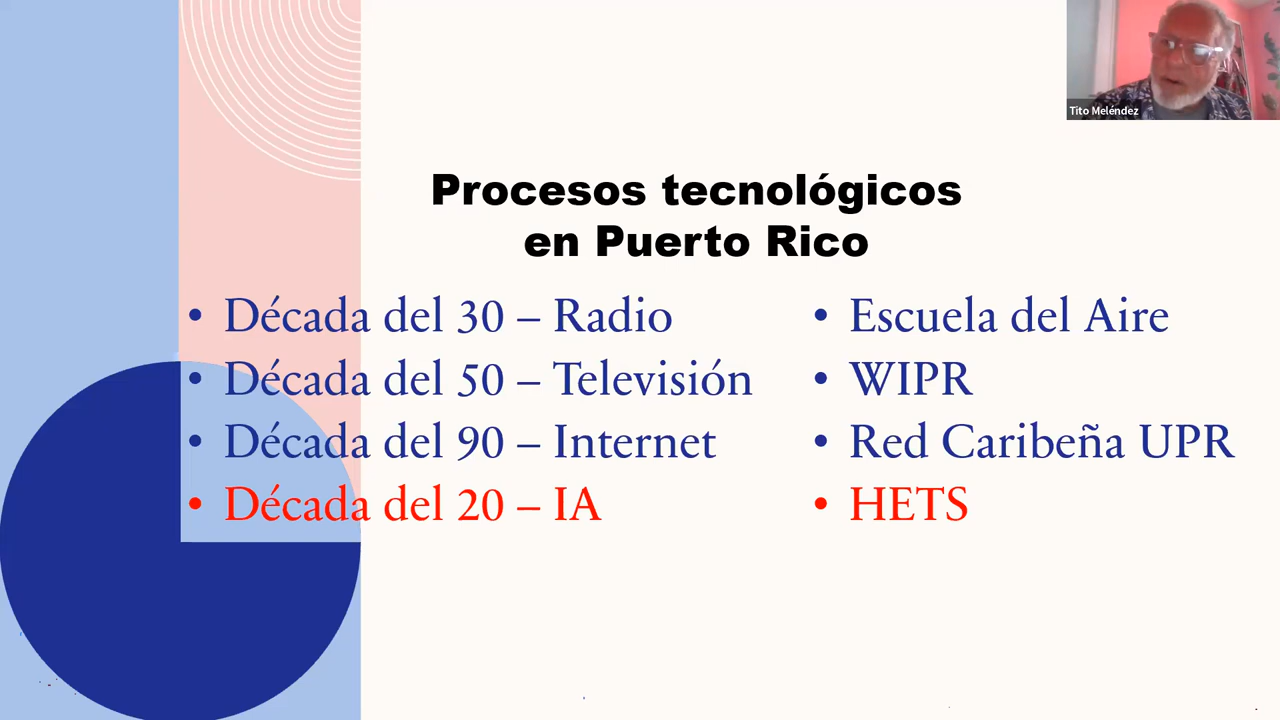 Tito Meléndez
Procesos tecnológicos
en Puerto Rico
• Década del 30 – Radio
• Década del 50 – Televisión
• Década del 90 – Internet
• Década del 20 – IA
• Escuela del Aire
• WIPR
• Red Caribeña UPR
• HETS